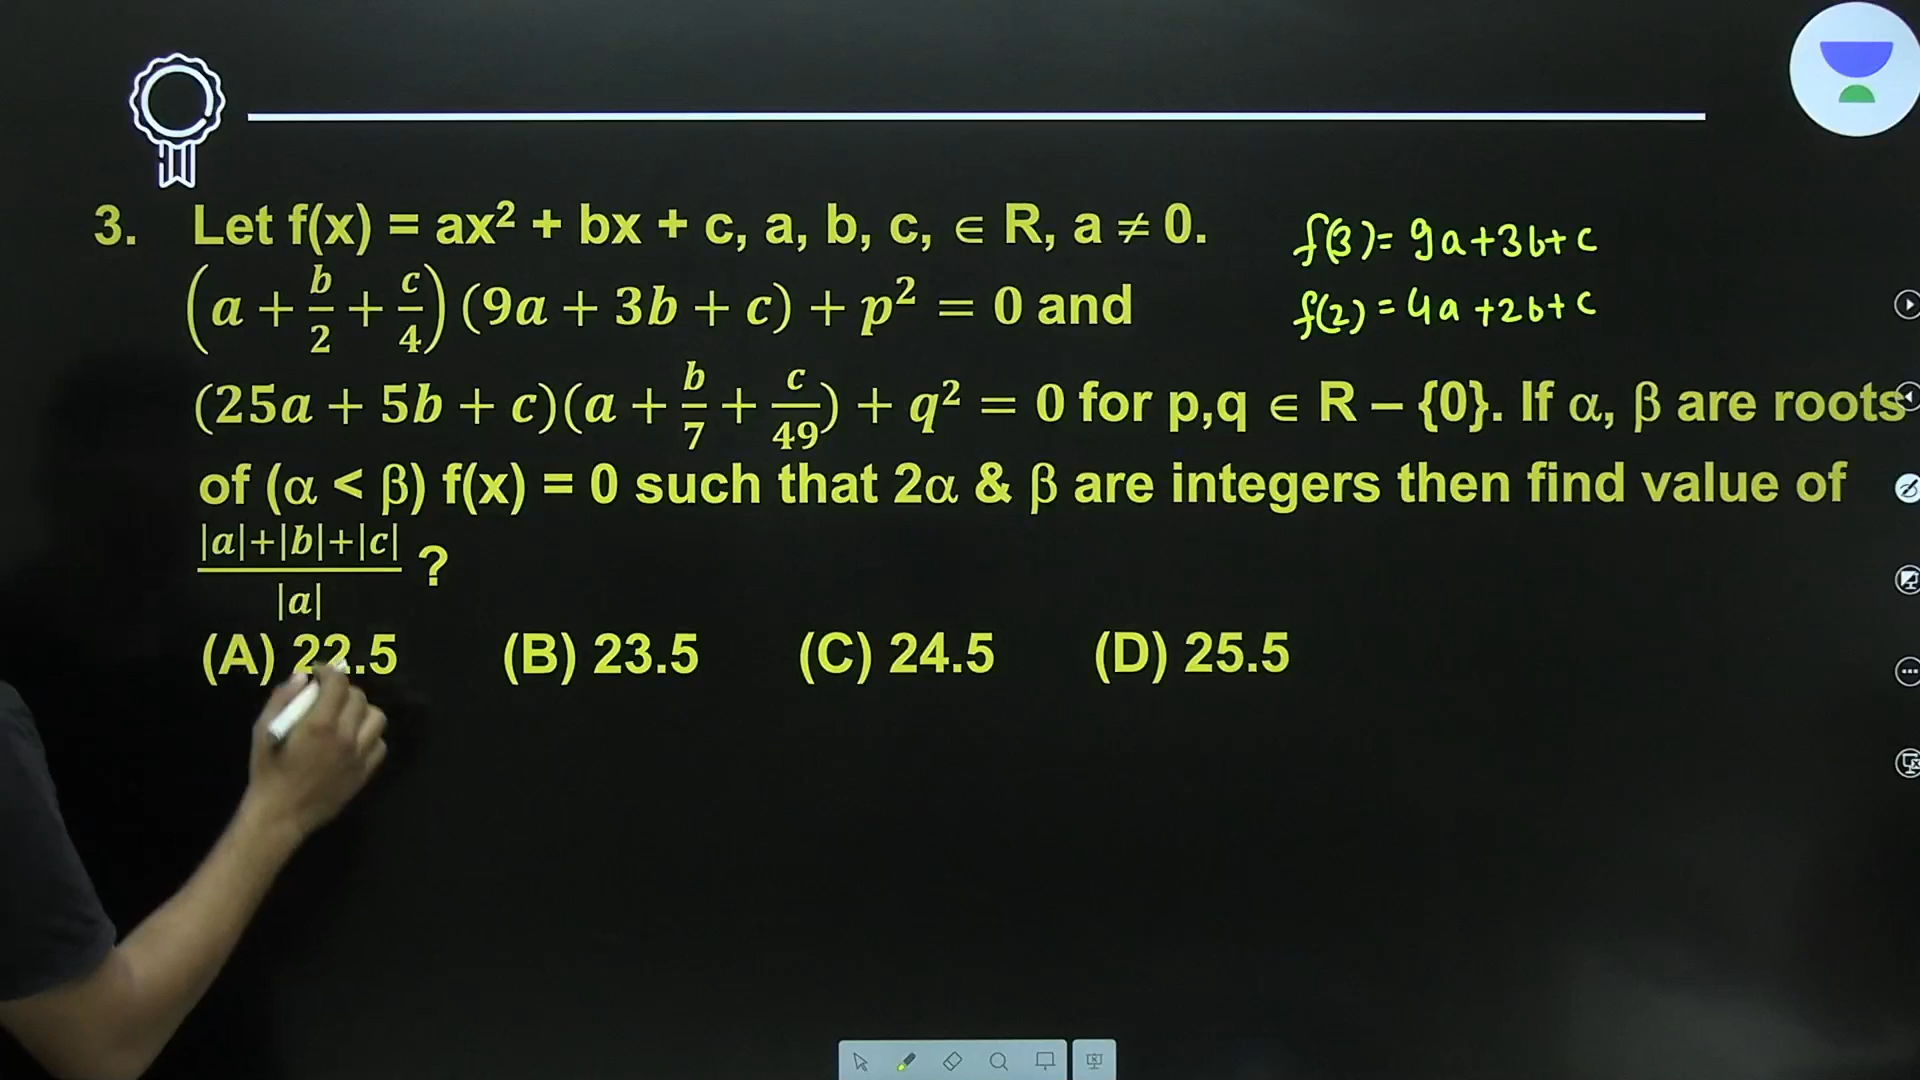 3. Let f(x) = ax² + bx + c, a, b, c, ∈ R, a ≠ 0.
(a + b/2 + c/4) (9a + 3b + c) + p² = 0 and
(25a + 5b + c)(a + b/7 + c/49) + q² = 0 for p,q ∈ R – {0}. If α, β are roots
of (α < β) f(x) = 0 such that 2α & β are integers then find value of
|a|+|b|+|c| / |a| ?
(A) 22.5 (B) 23.5 (C) 24.5 (D) 25.5
f(3) = 9a+3b+c
f(2) = 4a+2b+c